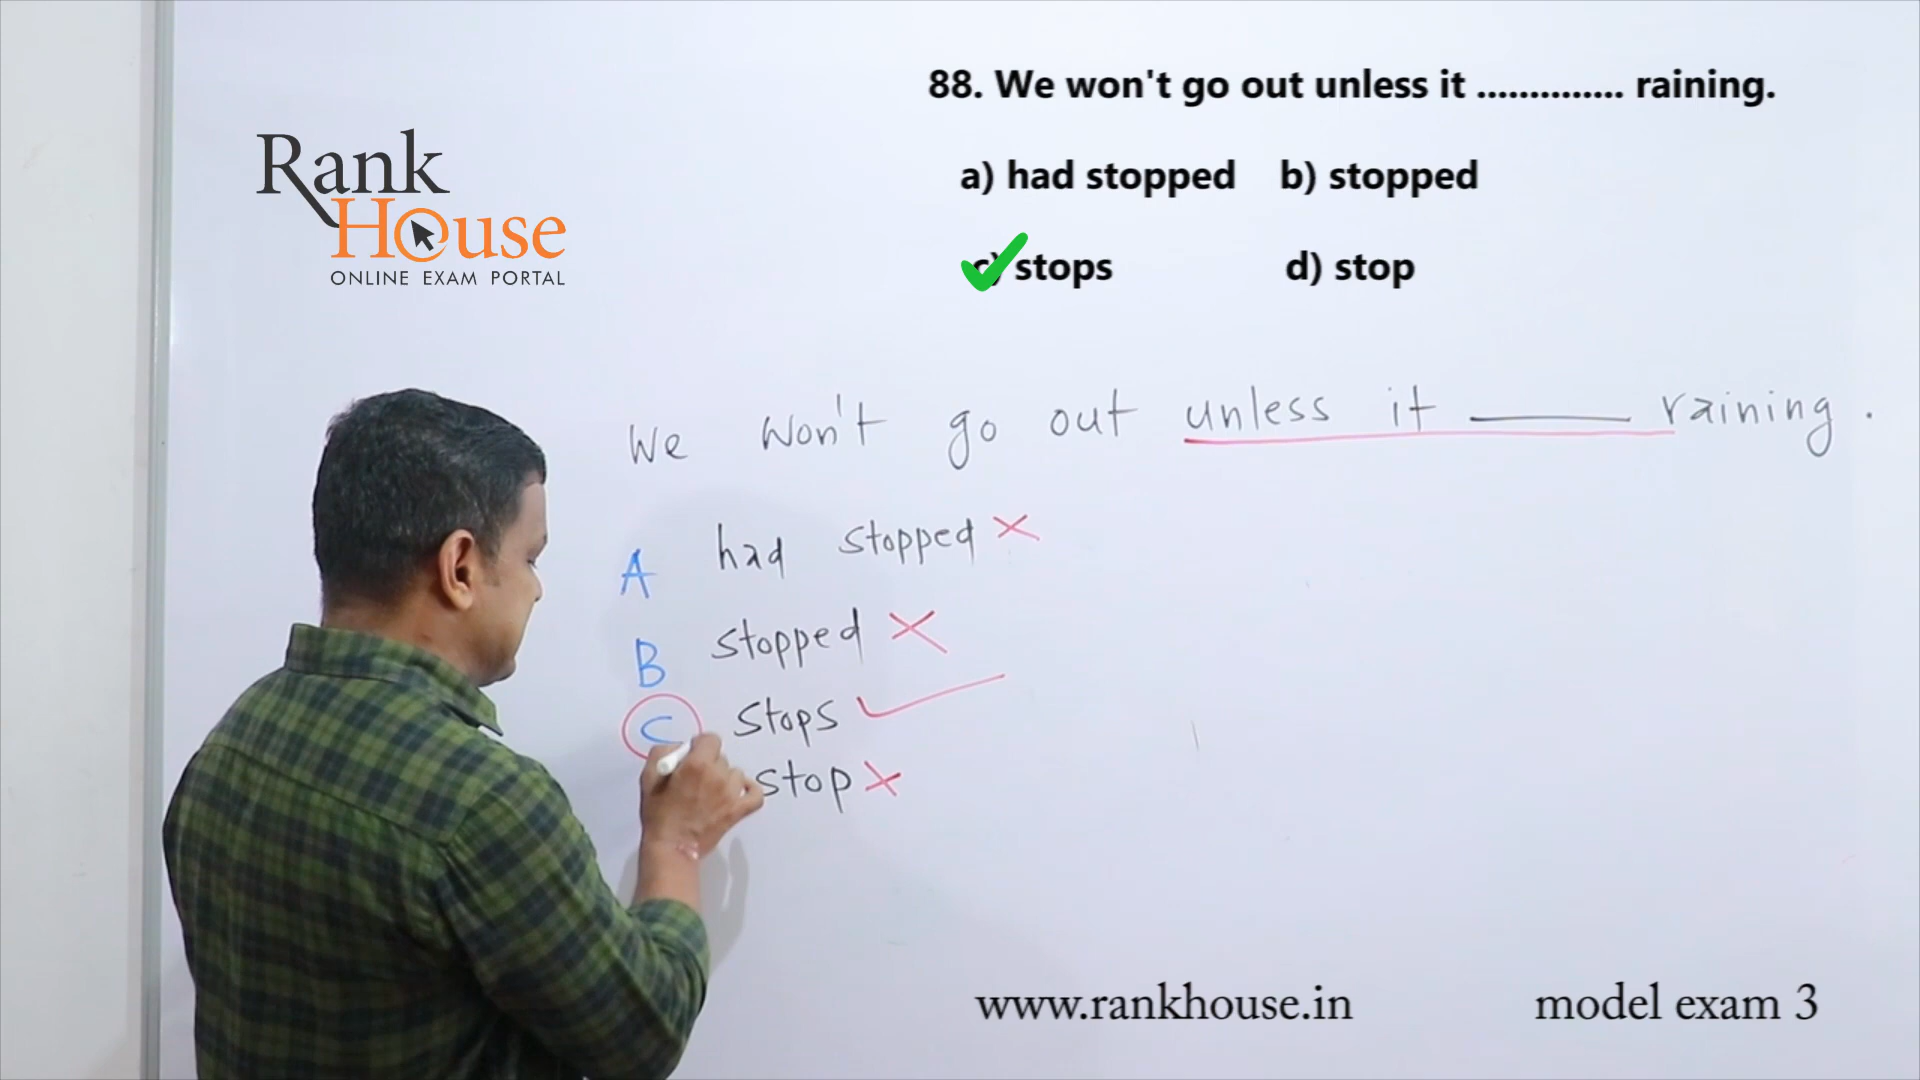 88. We won't go out unless it .............. raining.
a) had stopped b) stopped
c) stops d) stop
Rank
House
ONLINE EXAM PORTAL
We won't go out unless it ______ raining.
A had stopped ×
B stopped ×
C stops ✓
stop ×
www.rankhouse.in model exam 3